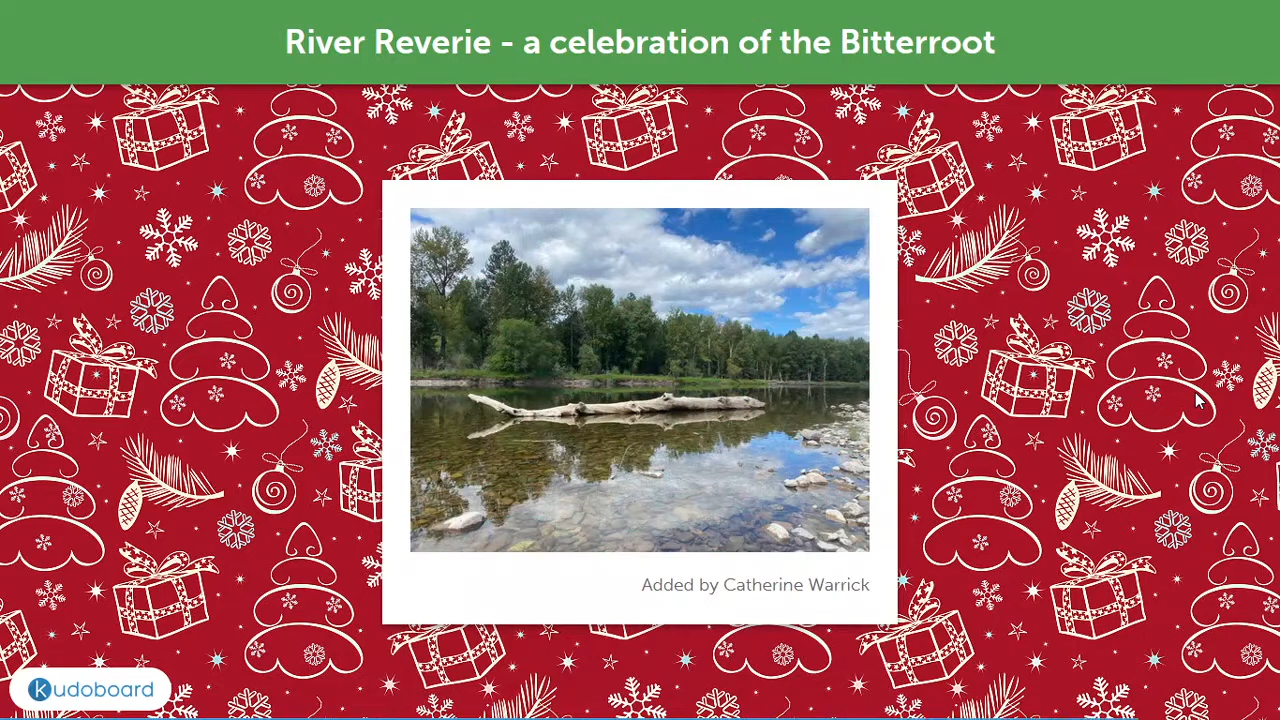 River Reverie - a celebration of the Bitterroot
Added by Catherine Warrick
kudoboard